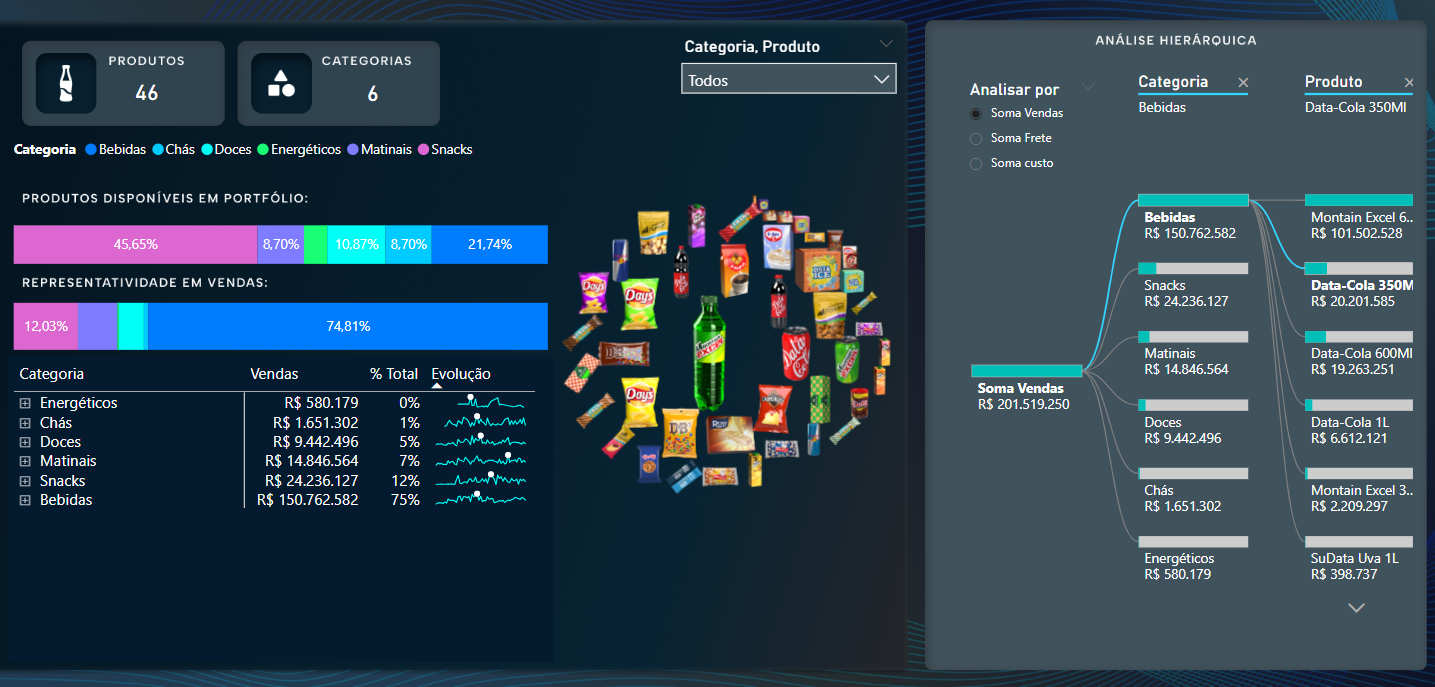 PRODUTOS
46
CATEGORIAS
6
Categoria, Produto
Todos
Categoria Bebidas Chás Doces Energéticos Matinais Snacks
PRODUTOS DISPONÍVEIS EM PORTFÓLIO:
45,65% 8,70% 10,87% 8,70% 21,74%
REPRESENTATIVIDADE EM VENDAS:
12,03% 74,81%
Categoria Vendas % Total Evolução
Energéticos R$ 580.179 0%
Chás R$ 1.651.302 1%
Doces R$ 9.442.496 5%
Matinais R$ 14.846.564 7%
Snacks R$ 24.236.127 12%
Bebidas R$ 150.762.582 75%
Days
Days
Days
DATA
ICE
ANÁLISE HIERÁRQUICA
Analisar por
Soma Vendas
Soma Frete
Soma custo
Categoria
Bebidas
Produto
Data-Cola 350Ml
Soma Vendas
R$ 201.519.250
Bebidas
R$ 150.762.582
Snacks
R$ 24.236.127
Matinais
R$ 14.846.564
Doces
R$ 9.442.496
Chás
R$ 1.651.302
Energéticos
R$ 580.179
Montain Excel 6..
R$ 101.502.528
Data-Cola 350M
R$ 20.201.585
Data-Cola 600Ml
R$ 19.263.251
Data-Cola 1L
R$ 6.612.121
Montain Excel 3..
R$ 2.209.297
SuData Uva 1L
R$ 398.737